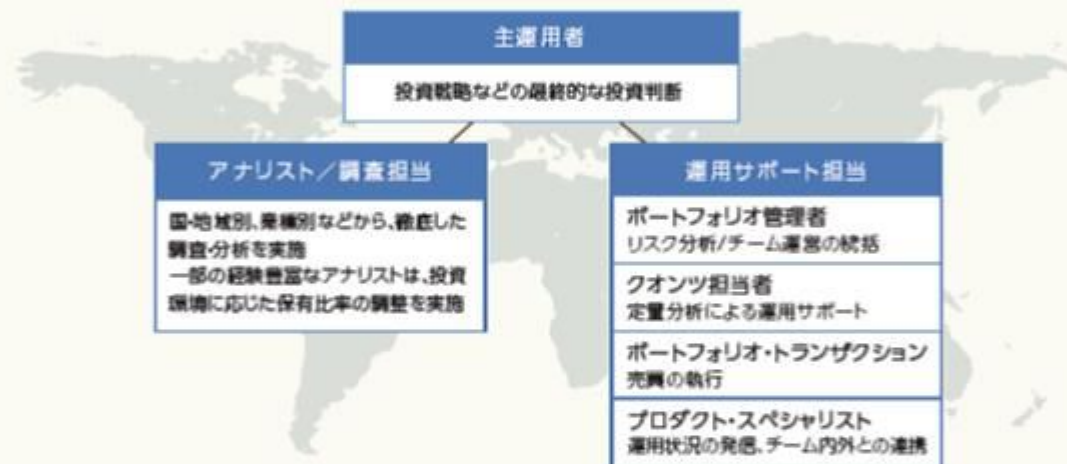 主運用者
投資戦略などの最終的な投資判断
アナリスト／調査担当
国・地域別、業種別などから、徹底した
調査・分析を実施
一部の経験豊富なアナリストは、投資
環境に応じた保有比率の調整を実施
運用サポート担当
ポートフォリオ管理者
リスク分析/チーム運営の統括
クオンツ担当者
定量分析による運用サポート
ポートフォリオ・トランザクション
売買の執行
プロダクト・スペシャリスト
運用状況の発信、チーム内外との連携